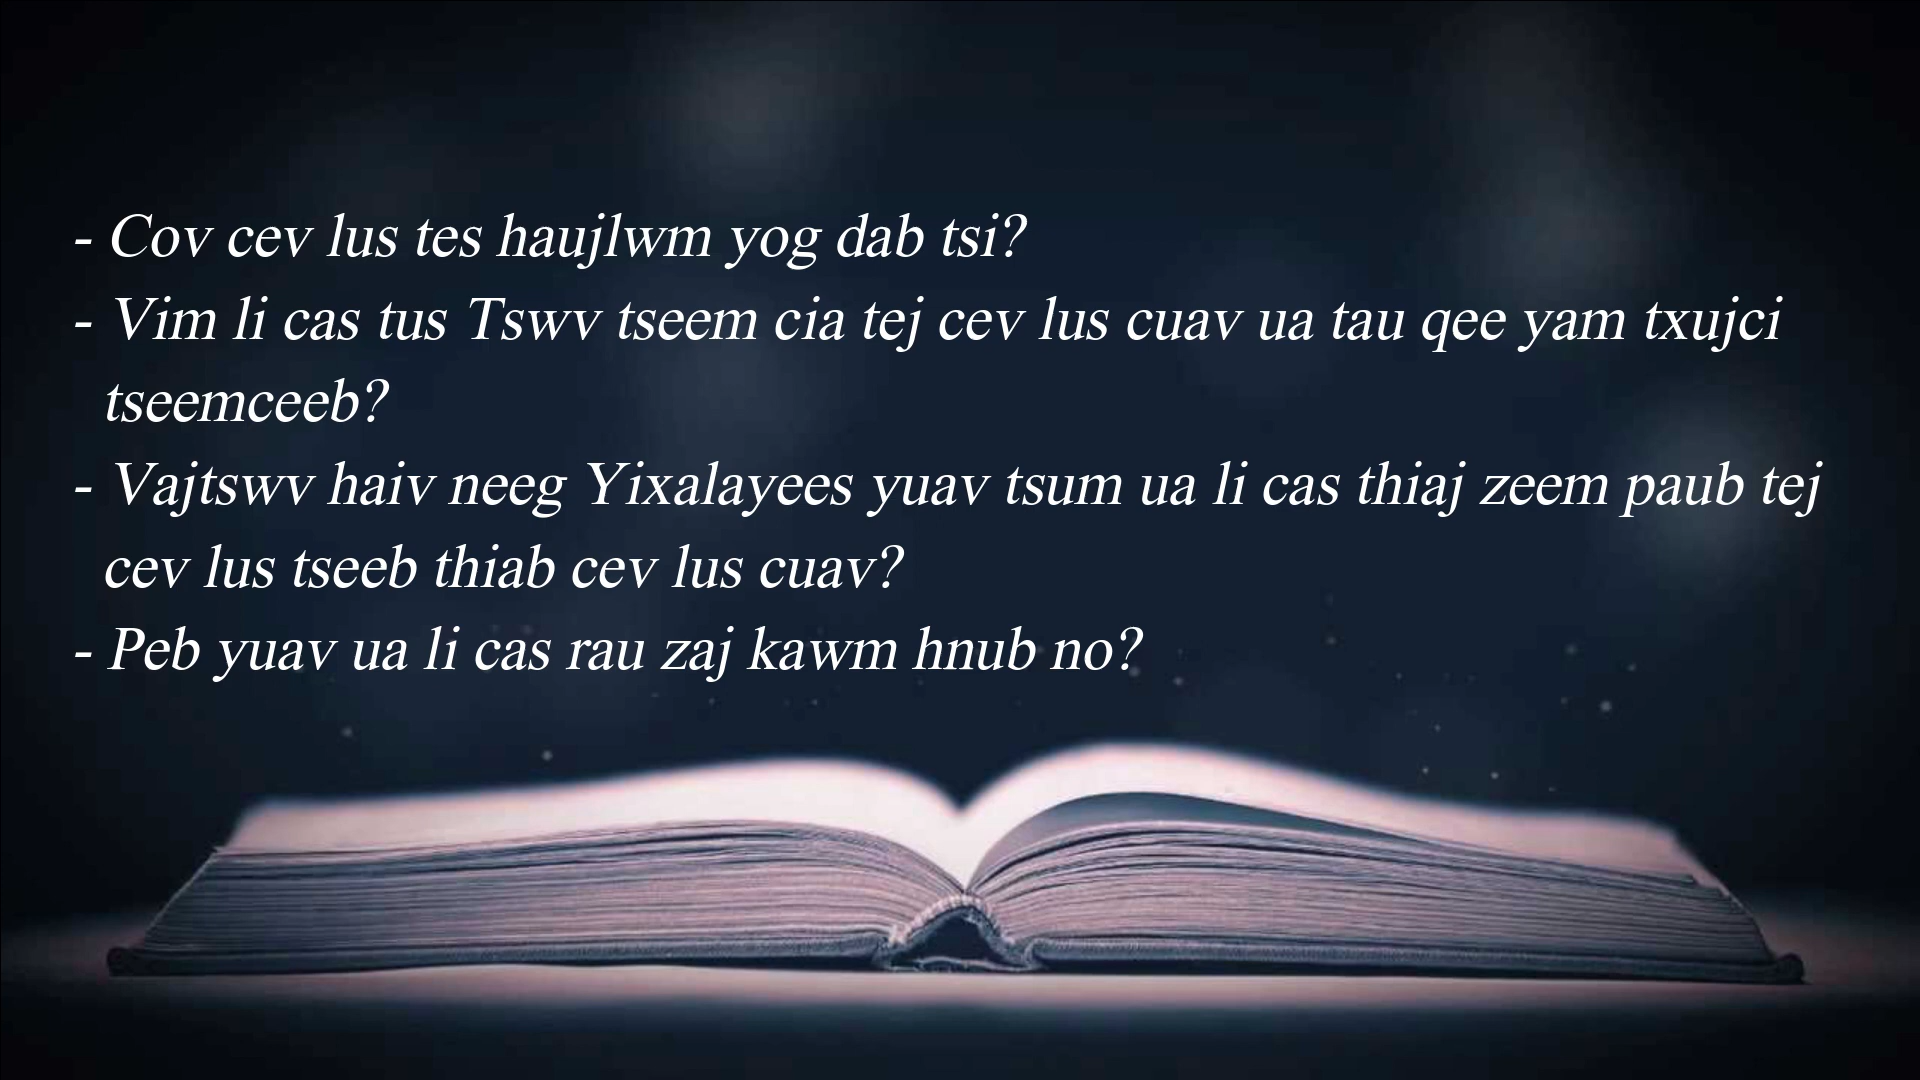 - Cov cev lus tes haujlwm yog dab tsi?
- Vim li cas tus Tswv tseem cia tej cev lus cuav ua tau qee yam txujci
tseemceeb?
- Vajtswv haiv neeg Yixalayees yuav tsum ua li cas thiaj zeem paub tej
cev lus tseeb thiab cev lus cuav?
- Peb yuav ua li cas rau zaj kawm hnub no?